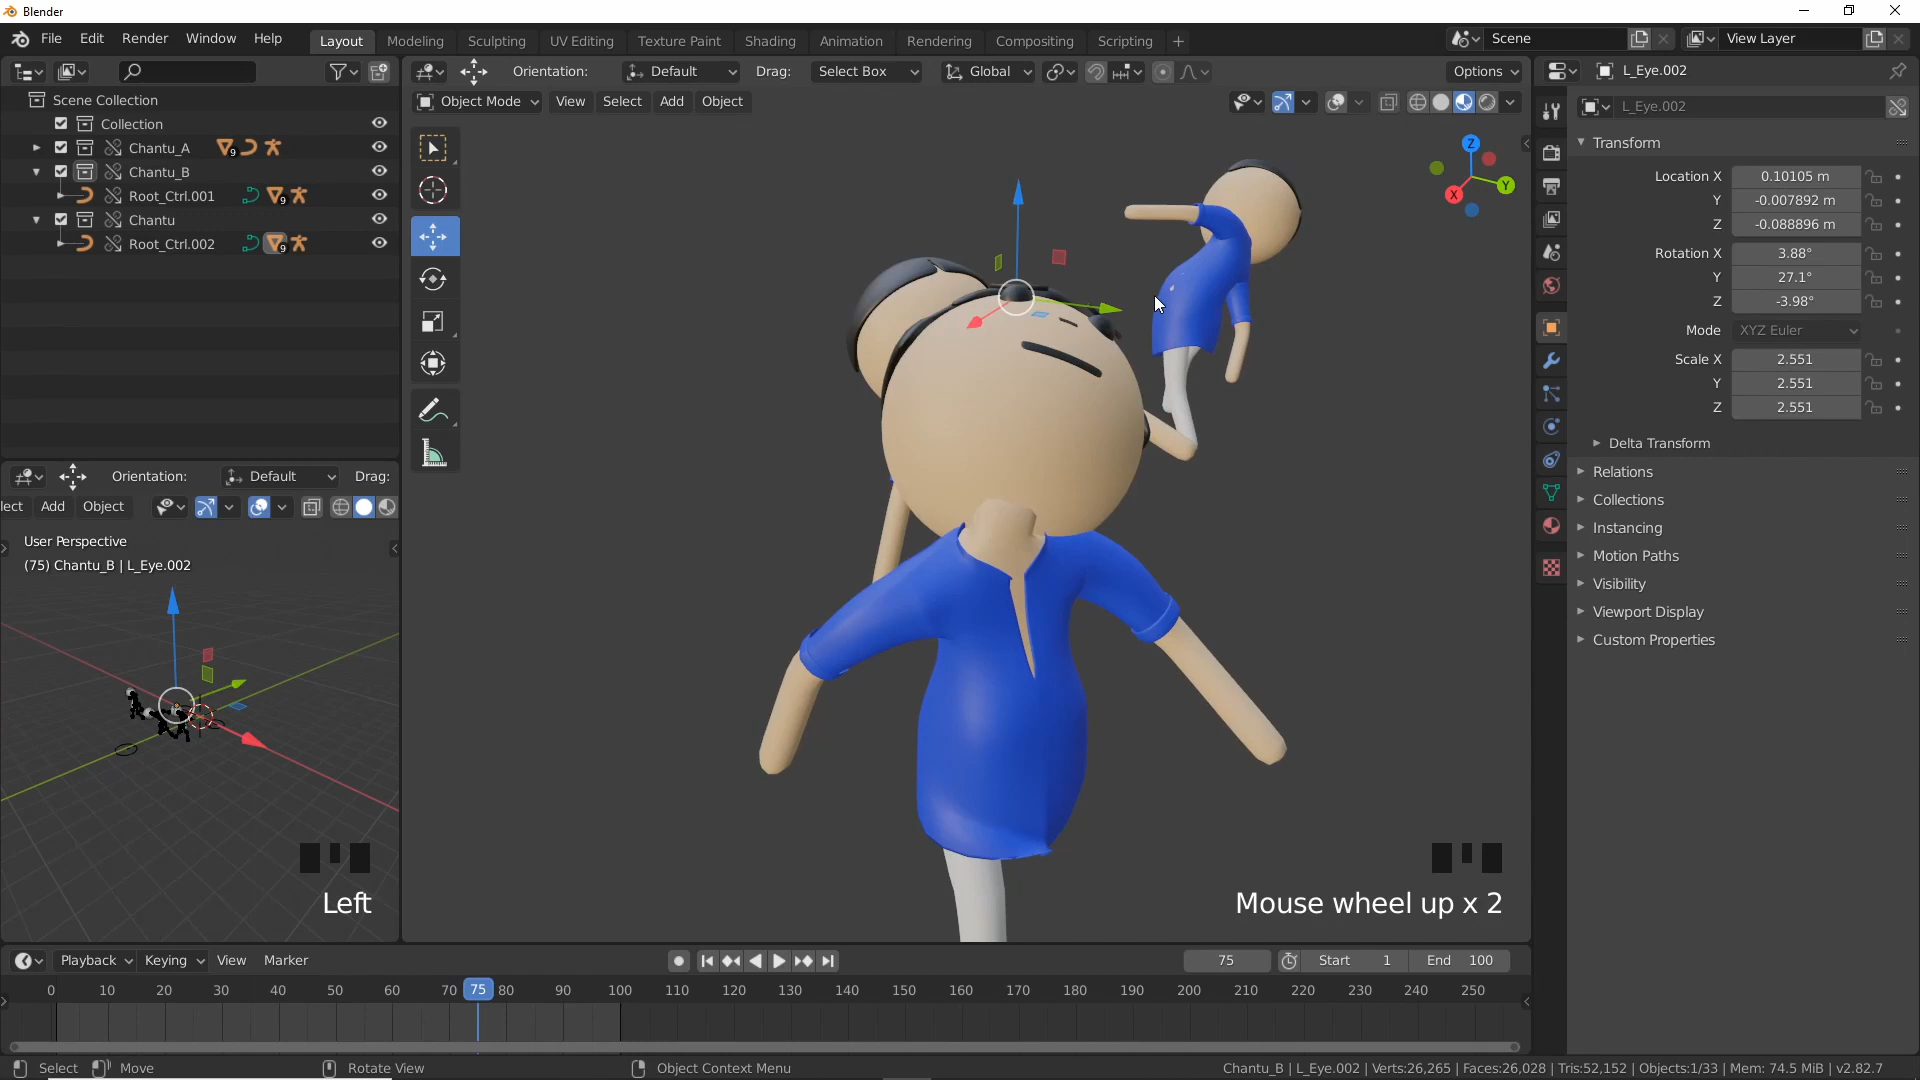 Blender
File Edit Render Window Help
Layout Modeling Sculpting UV Editing Texture Paint Shading Animation Rendering Compositing Scripting
Scene
View Layer
Orientation: Default Drag: Select Box Global Options
Object Mode View Select Add Object
Scene Collection
Collection
Chantu_A 9
Chantu_B
Root_Ctrl.001 9
Chantu
Root_Ctrl.002 9
Z
Y
X
L_Eye.002
L_Eye.002
Transform
Location X 0.10105 m
Y -0.007892 m
Z -0.088896 m
Rotation X 3.88°
Y 27.1°
Z -3.98°
Mode XYZ Euler
Scale X 2.551
Y 2.551
Z 2.551
Delta Transform
Relations
Collections
Instancing
Motion Paths
Visibility
Viewport Display
Custom Properties
Orientation: Default Drag:
lect Add Object
User Perspective
(75) Chantu_B | L_Eye.002
Left
Mouse wheel up x 2
Playback Keying View Marker
75 Start 1 End 100
0 10 20 30 40 50 60 70 75 80 90 100 110 120 130 140 150 160 170 180 190 200 210 220 230 240 250
Select Move Rotate View Object Context Menu
Chantu_B | L_Eye.002 | Verts:26,265 | Faces:26,028 | Tris:52,152 | Objects:1/33 | Mem: 74.5 MiB | v2.82.7